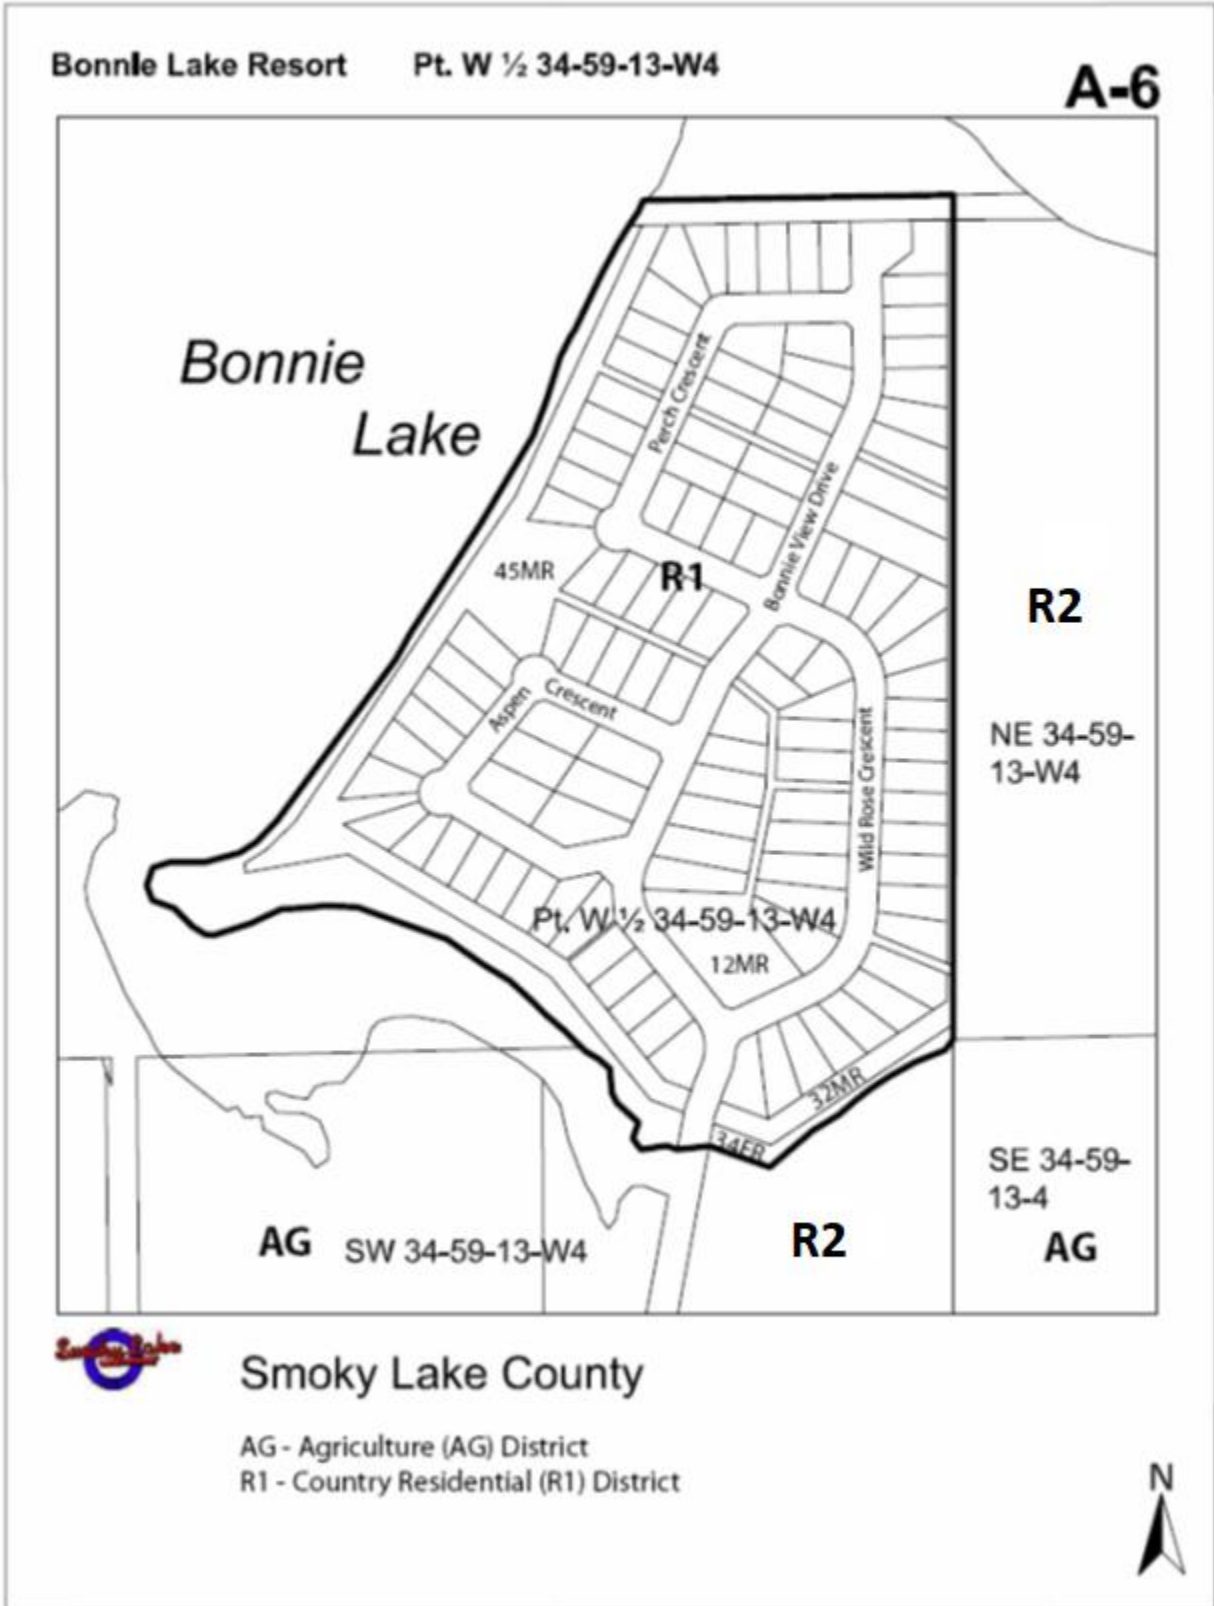 Bonnie Lake Resort Pt. W ½ 34-59-13-W4
A-6
Bonnie
Lake
Perch Crescent
Bonnie View Drive
45MR
R1
R2
Aspen Crescent
Wild Rose Crescent
NE 34-59-
13-W4
Pt. W ½ 34-59-13-W4
12MR
32MR
34ER
SE 34-59-
13-4
AG
AG SW 34-59-13-W4
R2
Smoky Lake
Smoky Lake County
AG - Agriculture (AG) District
R1 - Country Residential (R1) District
N